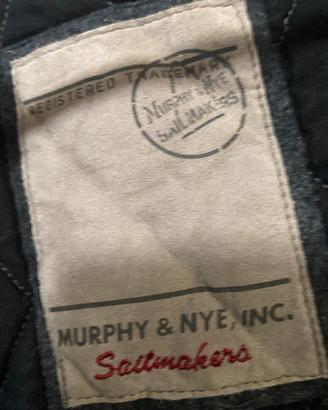 REGISTERED TRADEMARK
MURPHY & NYE
SAILMAKERS
MURPHY & NYE, INC.
Sailmakers